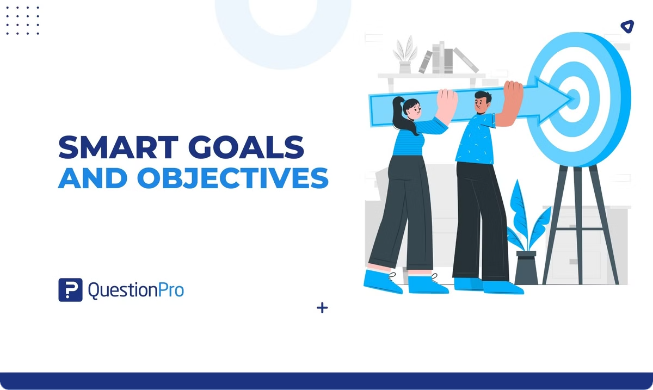 SMART GOALS
AND OBJECTIVES
QuestionPro